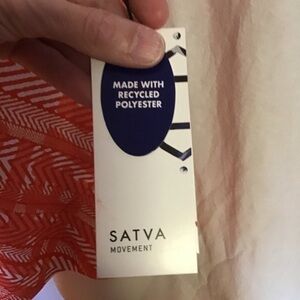 MADE WITH
RECYCLED
POLYESTER
SATVA
MOVEMENT